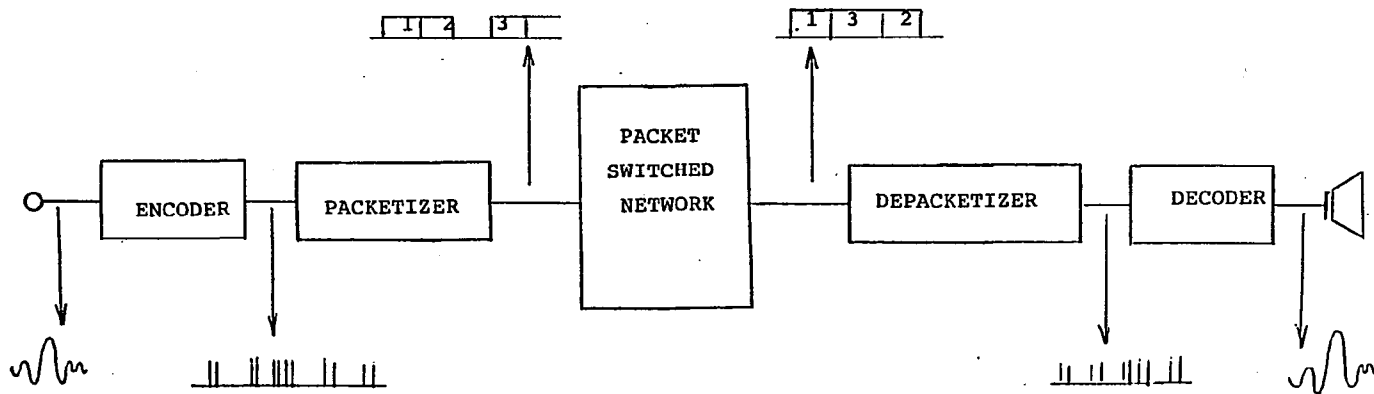 1 2 3
1 3 2
PACKET
SWITCHED
NETWORK
ENCODER
PACKETIZER
DEPACKETIZER
DECODER